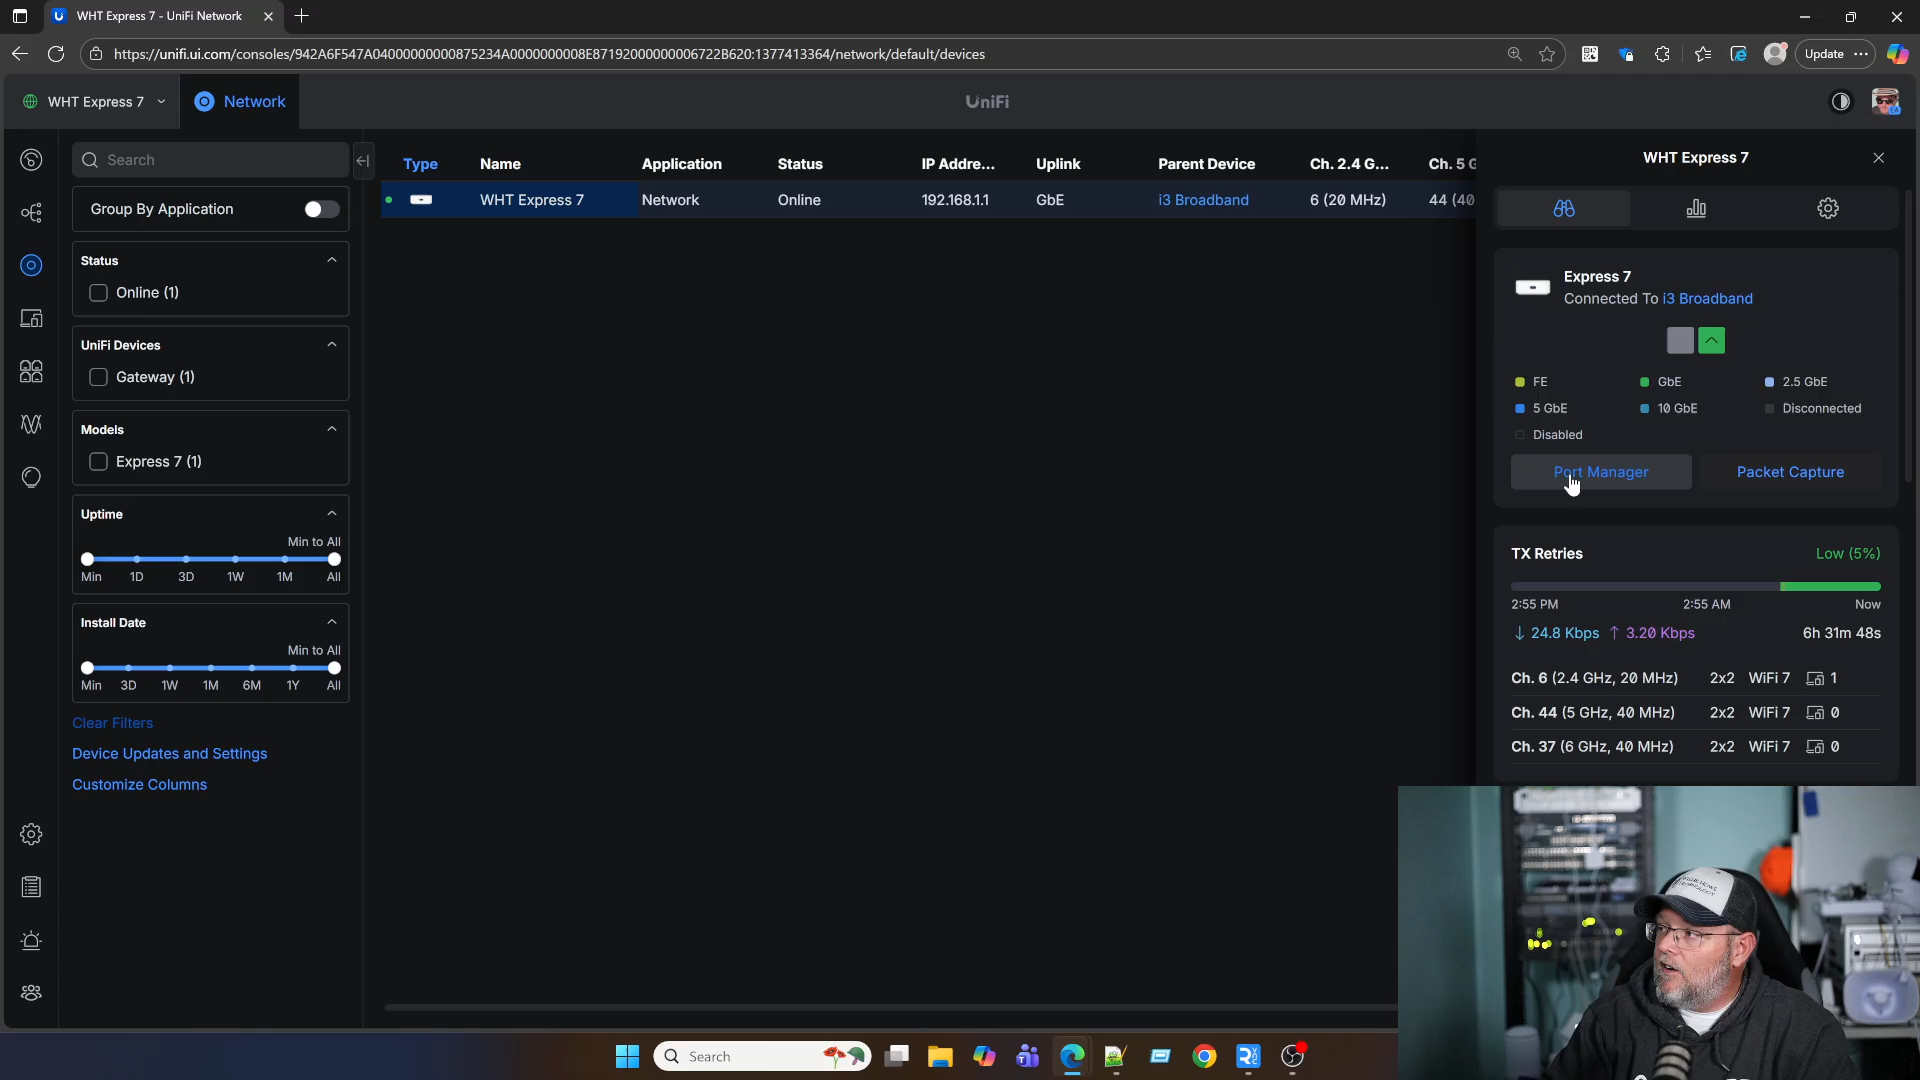 WHT Express 7 - UniFi Network
https://unifi.ui.com/consoles/942A6F547A04000000000875234A0000000008E87192000000006722B620:1377413364/network/default/devices
Update
WHT Express 7
Network
UniFi
Search
Group By Application
Status
Online (1)
UniFi Devices
Gateway (1)
Models
Express 7 (1)
Uptime
Min to All
Min 1D 3D 1W 1M All
Install Date
Min to All
Min 3D 1W 1M 6M 1Y All
Clear Filters
Device Updates and Settings
Customize Columns
Type Name Application Status IP Addre... Uplink Parent Device Ch. 2.4 G... Ch. 5 G
WHT Express 7 Network Online 192.168.1.1 GbE i3 Broadband 6 (20 MHz) 44 (40
WHT Express 7
Express 7
Connected To i3 Broadband
FE GbE 2.5 GbE
5 GbE 10 GbE Disconnected
Disabled
Port Manager Packet Capture
TX Retries Low (5%)
2:55 PM 2:55 AM Now
↓ 24.8 Kbps ↑ 3.20 Kbps 6h 31m 48s
Ch. 6 (2.4 GHz, 20 MHz) 2x2 WiFi 7 1
Ch. 44 (5 GHz, 40 MHz) 2x2 WiFi 7 0
Ch. 37 (6 GHz, 40 MHz) 2x2 WiFi 7 0
Search